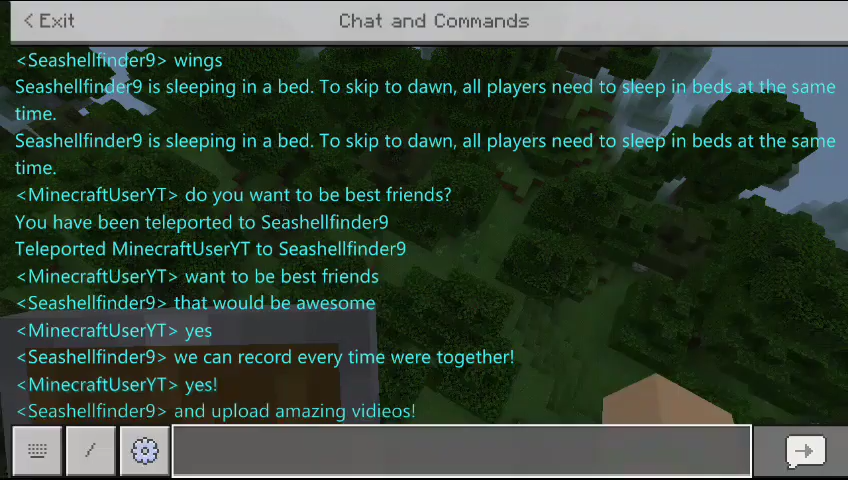 < Exit
Chat and Commands
<Seashellfinder9> wings
Seashellfinder9 is sleeping in a bed. To skip to dawn, all players need to sleep in beds at the same
time.
Seashellfinder9 is sleeping in a bed. To skip to dawn, all players need to sleep in beds at the same
time.
<MinecraftUserYT> do you want to be best friends?
You have been teleported to Seashellfinder9
Teleported MinecraftUserYT to Seashellfinder9
<MinecraftUserYT> want to be best friends
<Seashellfinder9> that would be awesome
<MinecraftUserYT> yes
<Seashellfinder9> we can record every time were together!
<MinecraftUserYT> yes!
<Seashellfinder9> and upload amazing vidieos!
/